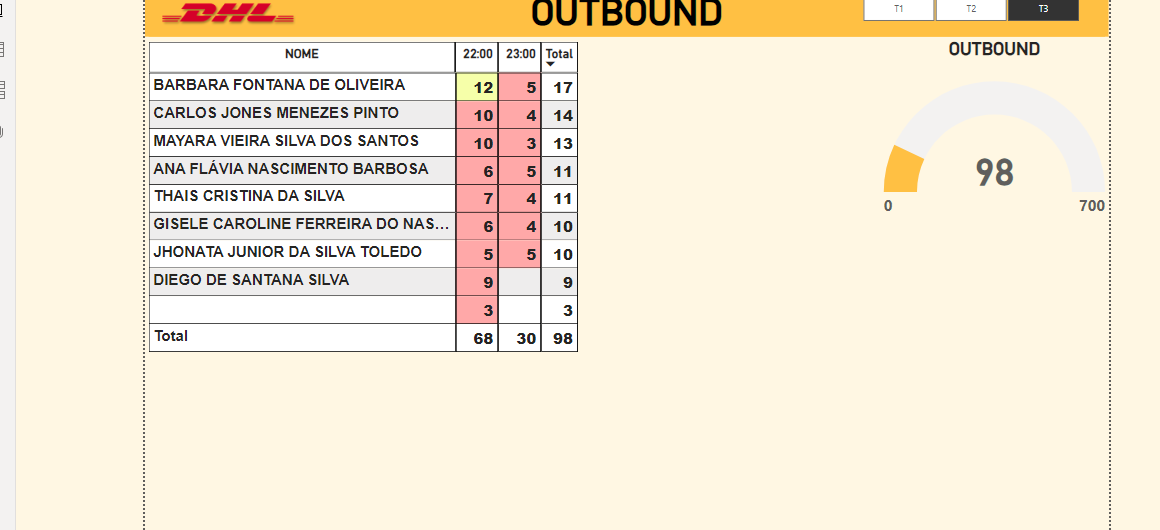 DHL
OUTBOUND
T1 T2 T3
OUTBOUND
NOME 22:00 23:00 Total
BARBARA FONTANA DE OLIVEIRA 12 5 17
CARLOS JONES MENEZES PINTO 10 4 14
MAYARA VIEIRA SILVA DOS SANTOS 10 3 13
ANA FLÁVIA NASCIMENTO BARBOSA 6 5 11
THAIS CRISTINA DA SILVA 7 4 11
GISELE CAROLINE FERREIRA DO NAS... 6 4 10
JHONATA JUNIOR DA SILVA TOLEDO 5 5 10
DIEGO DE SANTANA SILVA 9 9
3 3
Total 68 30 98
98
0 700